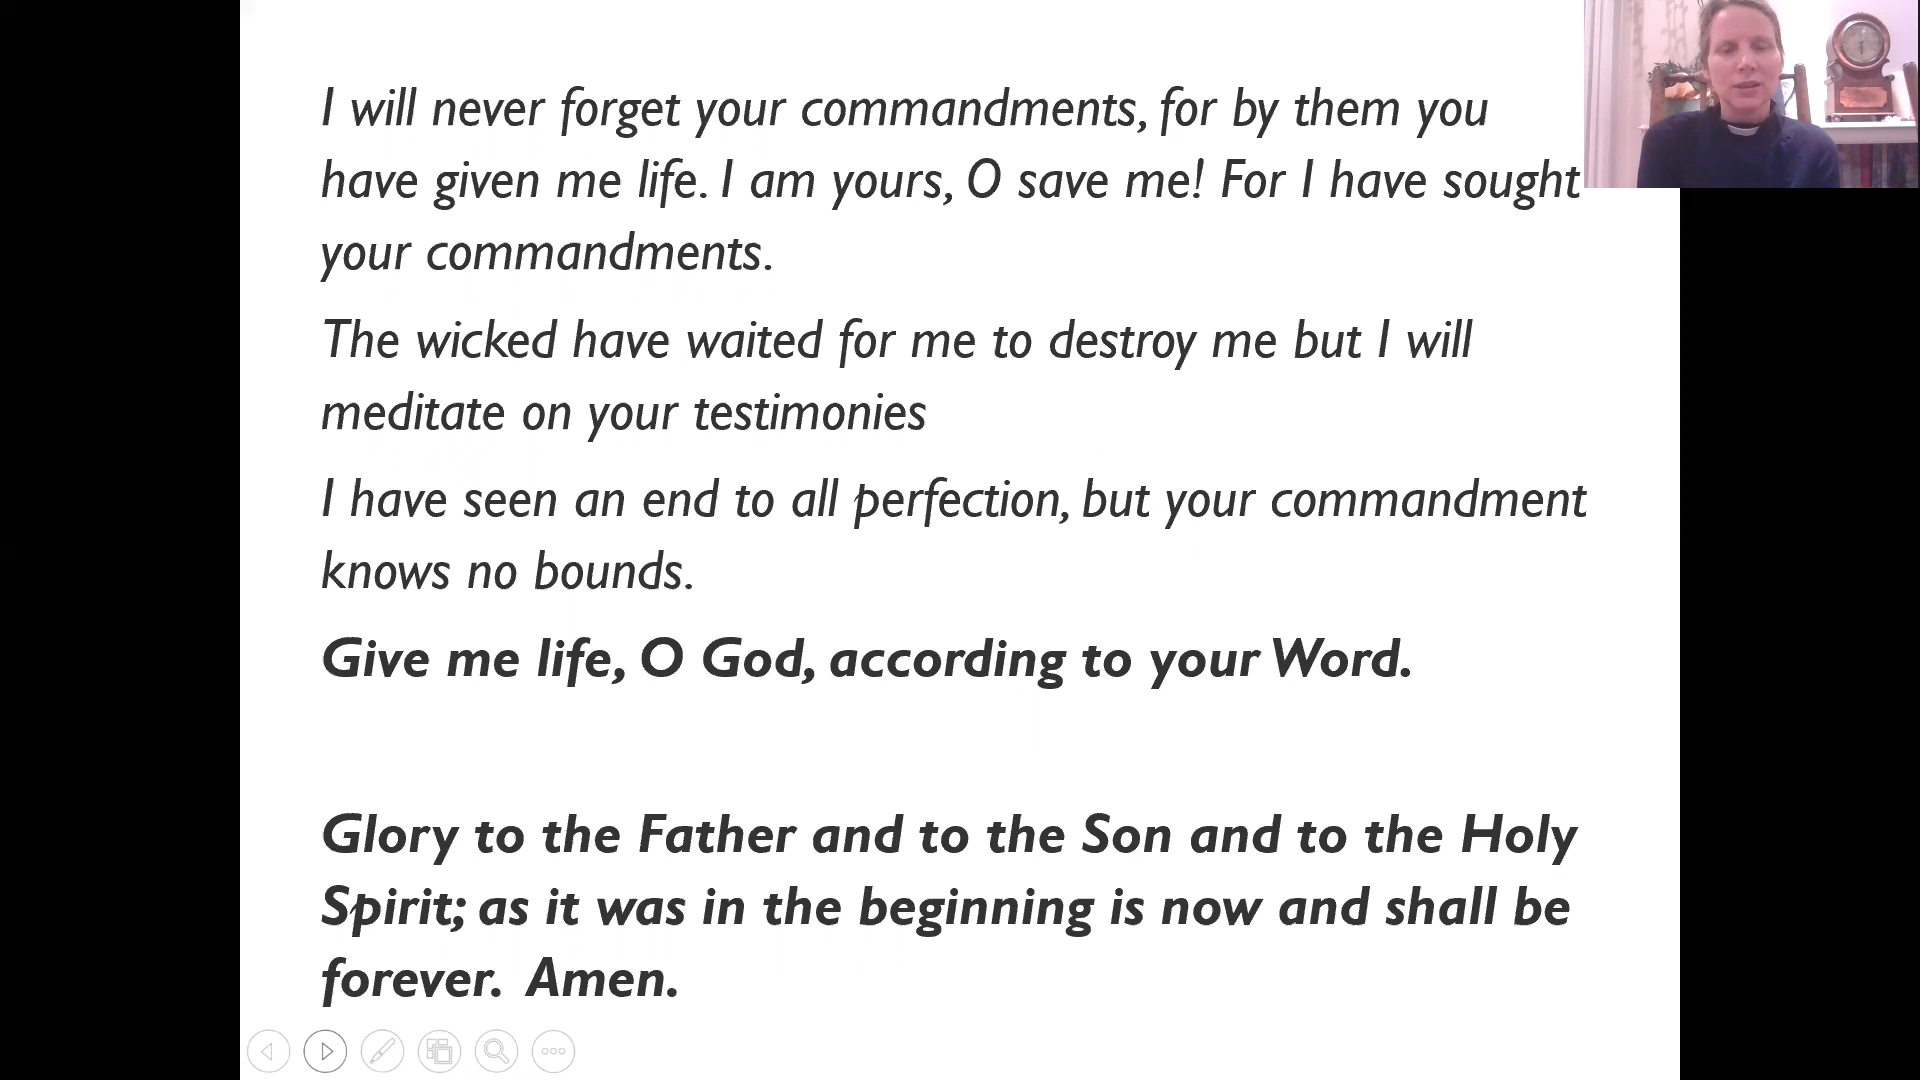 I will never forget your commandments, for by them you
have given me life. I am yours, O save me! For I have sought
your commandments.
The wicked have waited for me to destroy me but I will
meditate on your testimonies
I have seen an end to all perfection, but your commandment
knows no bounds.
Give me life, O God, according to your Word.
Glory to the Father and to the Son and to the Holy
Spirit; as it was in the beginning is now and shall be
forever.  Amen.